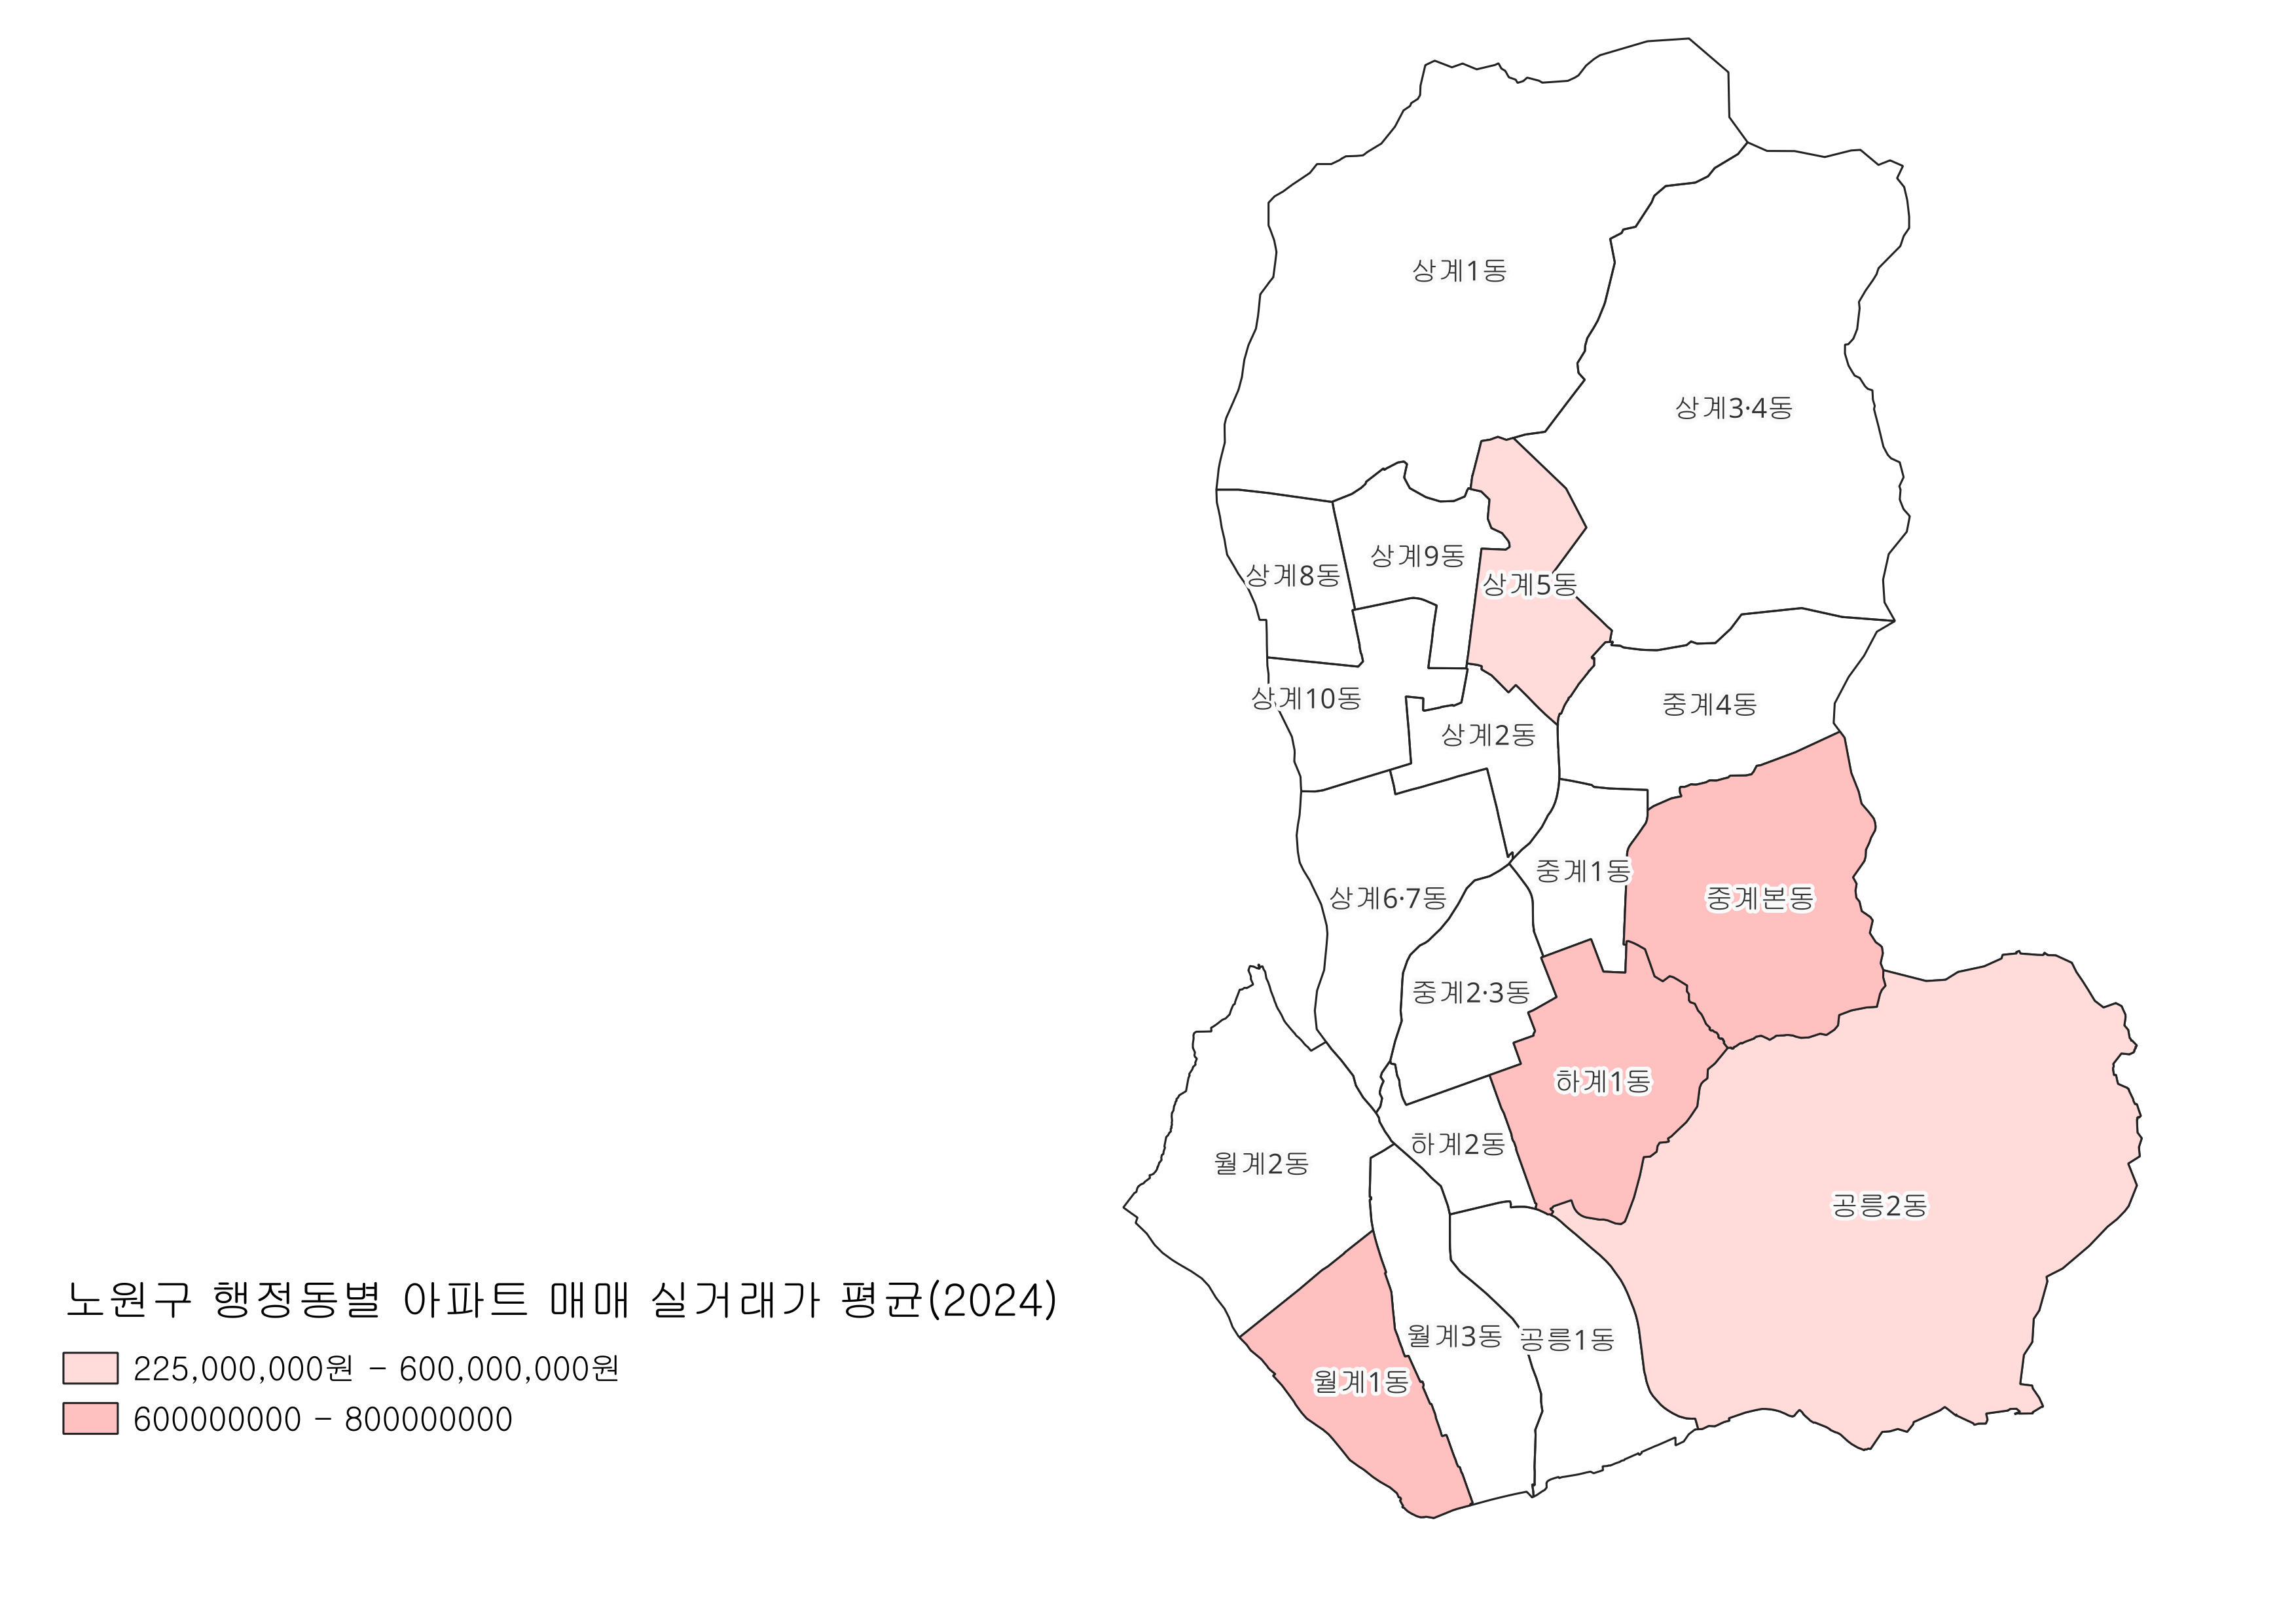 상계1동
상계3·4동
상계9동
상계8동
상계5동
상계10동
중계4동
상계2동
중계1동
상계6·7동
중계본동
중계2·3동
하계1동
하계2동
월계2동
공릉2동
노원구 행정동별 아파트 매매 실거래가 평균(2024)
월계3동
공릉1동
225,000,000원 - 600,000,000원
월계1동
600000000 - 800000000